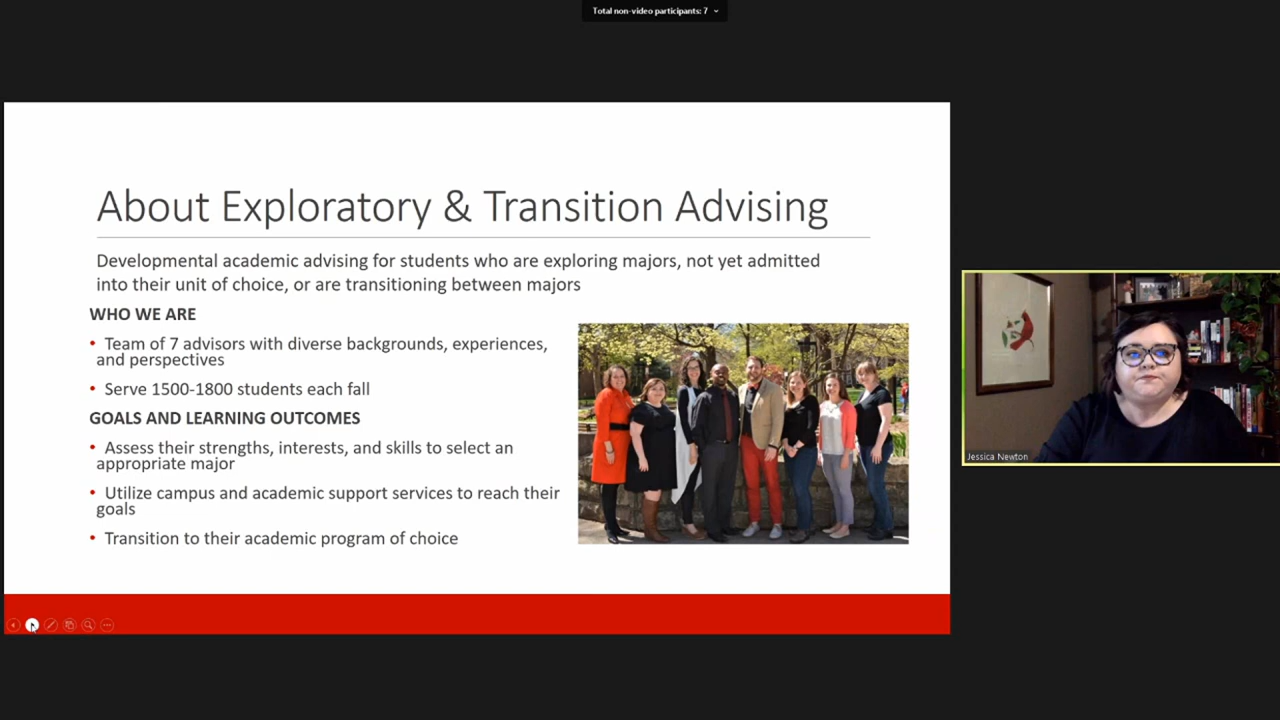 Total non-video participants: 7
About Exploratory & Transition Advising
Developmental academic advising for students who are exploring majors, not yet admitted
into their unit of choice, or are transitioning between majors
WHO WE ARE
• Team of 7 advisors with diverse backgrounds, experiences,
and perspectives
• Serve 1500-1800 students each fall
GOALS AND LEARNING OUTCOMES
• Assess their strengths, interests, and skills to select an
appropriate major
• Utilize campus and academic support services to reach their
goals
• Transition to their academic program of choice
Jessica Newton